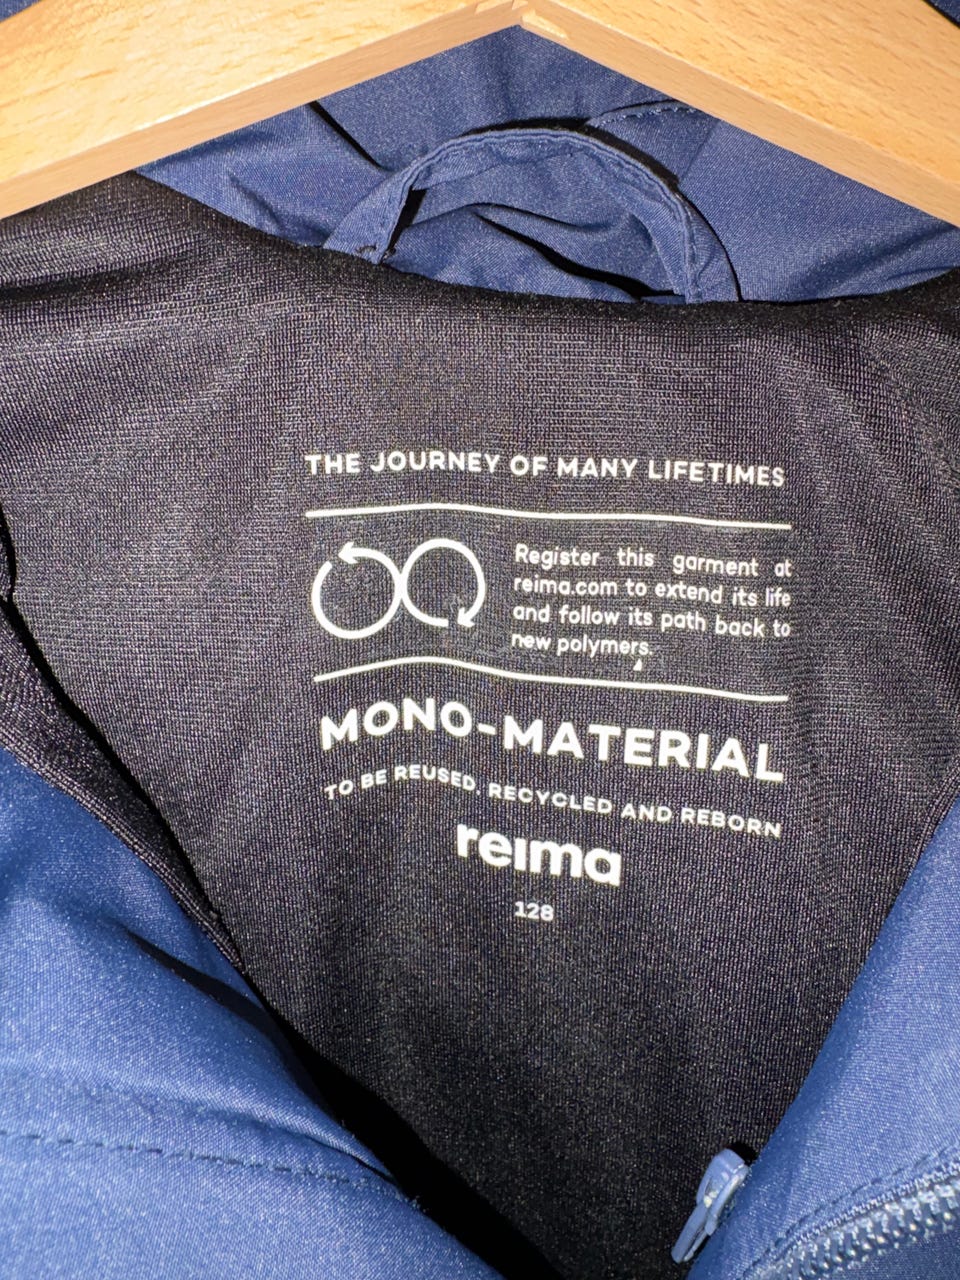 THE JOURNEY OF MANY LIFETIMES
Register this garment at
reima.com to extend its life
and follow its path back to
new polymers.
MONO-MATERIAL
TO BE REUSED, RECYCLED AND REBORN
reima
128